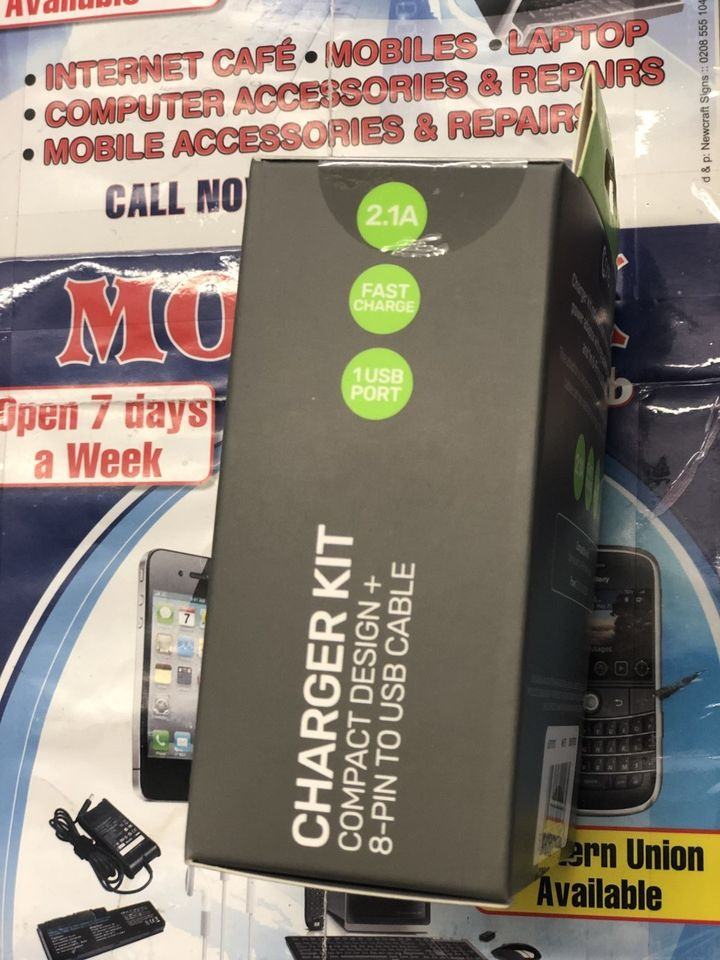 Available
• INTERNET CAFÉ • MOBILES • LAPTOP
• COMPUTER ACCESSORIES & REPAIRS
• MOBILE ACCESSORIES & REPAIRS
CALL NO
d & p: Newcraft Signs :: 0208 555 104
MO
Open 7 days
a Week
2.1A
FAST
CHARGE
1 USB
PORT
CHARGER KIT
COMPACT DESIGN +
8-PIN TO USB CABLE
ern Union
Available